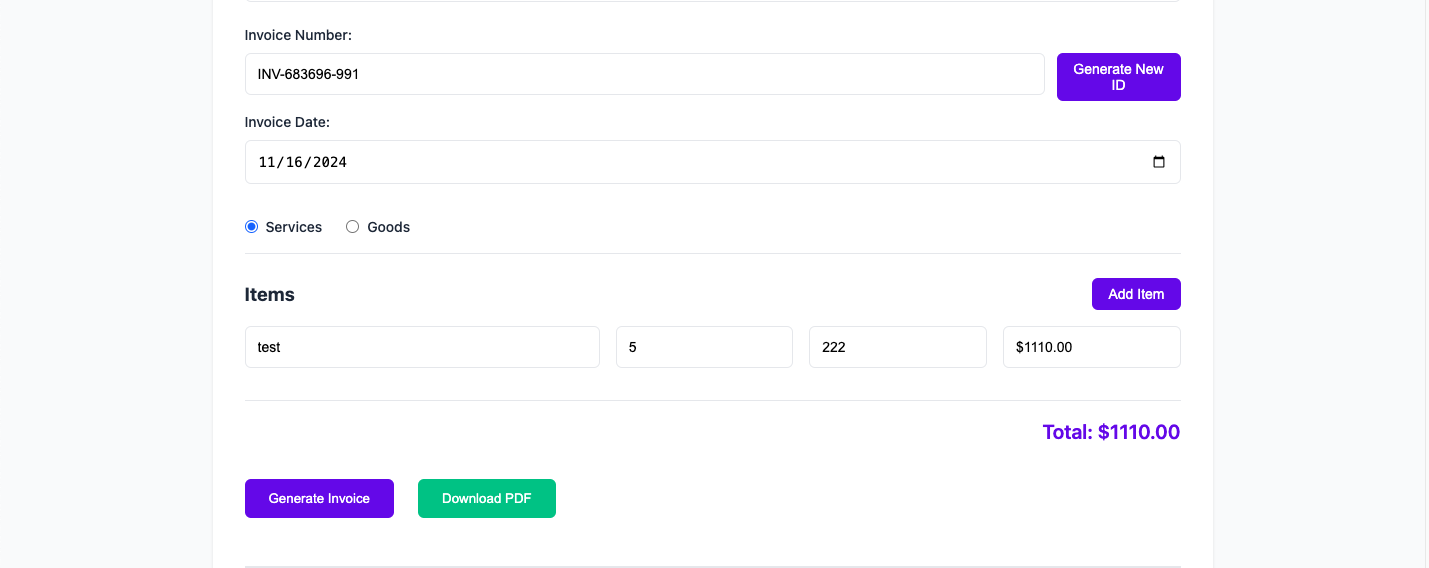 Invoice Number:
INV-683696-991
Generate New
ID
Invoice Date:
11/16/2024
Services Goods
Items
Add Item
test 5 222 $1110.00
Total: $1110.00
Generate Invoice Download PDF